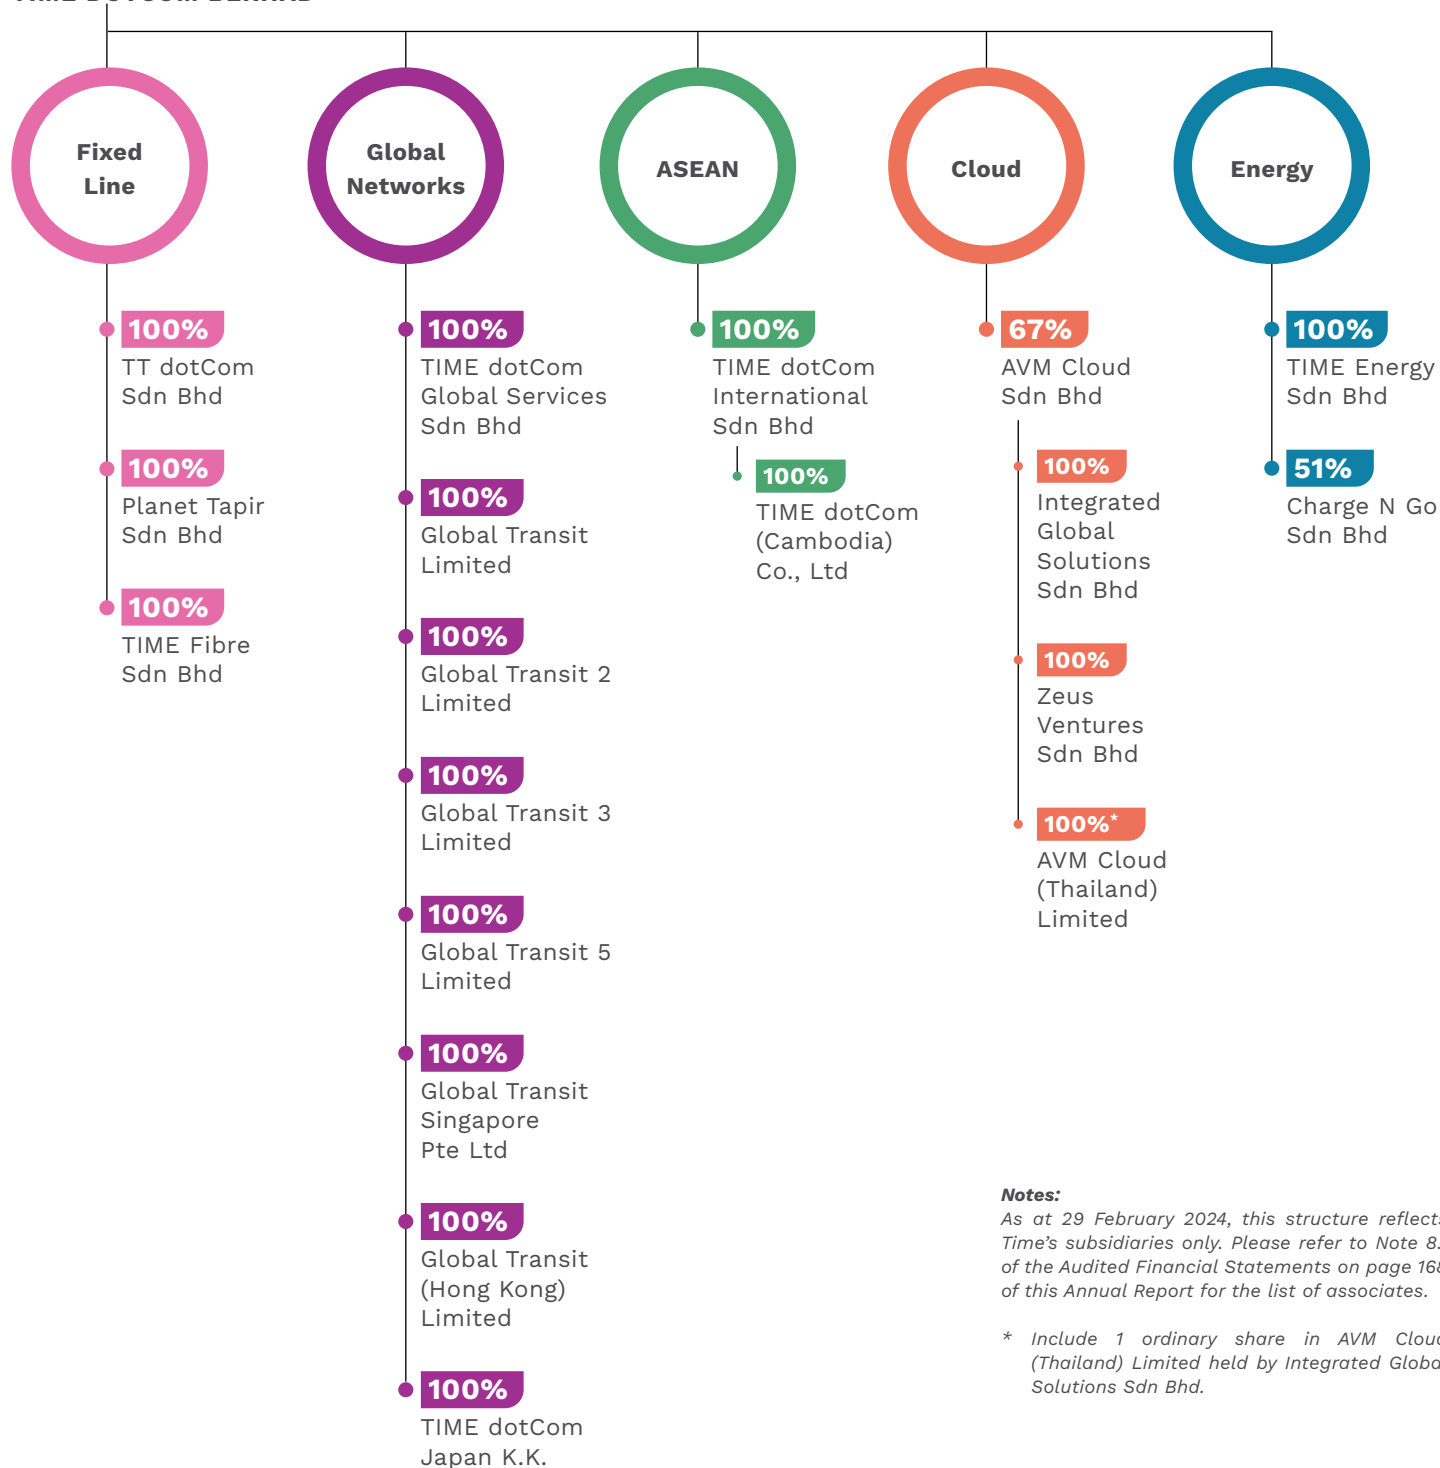 TIME DOTCOM BERHAD
Fixed
Line
100%
TT dotCom
Sdn Bhd
100%
Planet Tapir
Sdn Bhd
100%
TIME Fibre
Sdn Bhd
Global
Networks
100%
TIME dotCom
Global Services
Sdn Bhd
100%
Global Transit
Limited
100%
Global Transit 2
Limited
100%
Global Transit 3
Limited
100%
Global Transit 5
Limited
100%
Global Transit
Singapore
Pte Ltd
100%
Global Transit
(Hong Kong)
Limited
100%
TIME dotCom
Japan K.K.
ASEAN
100%
TIME dotCom
International
Sdn Bhd
100%
TIME dotCom
(Cambodia)
Co., Ltd
Cloud
67%
AVM Cloud
Sdn Bhd
100%
Integrated
Global
Solutions
Sdn Bhd
100%
Zeus
Ventures
Sdn Bhd
100%*
AVM Cloud
(Thailand)
Limited
Energy
100%
TIME Energy
Sdn Bhd
51%
Charge N Go
Sdn Bhd
Notes:
As at 29 February 2024, this structure reflects
Time’s subsidiaries only. Please refer to Note 8.
of the Audited Financial Statements on page 168
of this Annual Report for the list of associates.
* Include 1 ordinary share in AVM Cloud
(Thailand) Limited held by Integrated Global
Solutions Sdn Bhd.